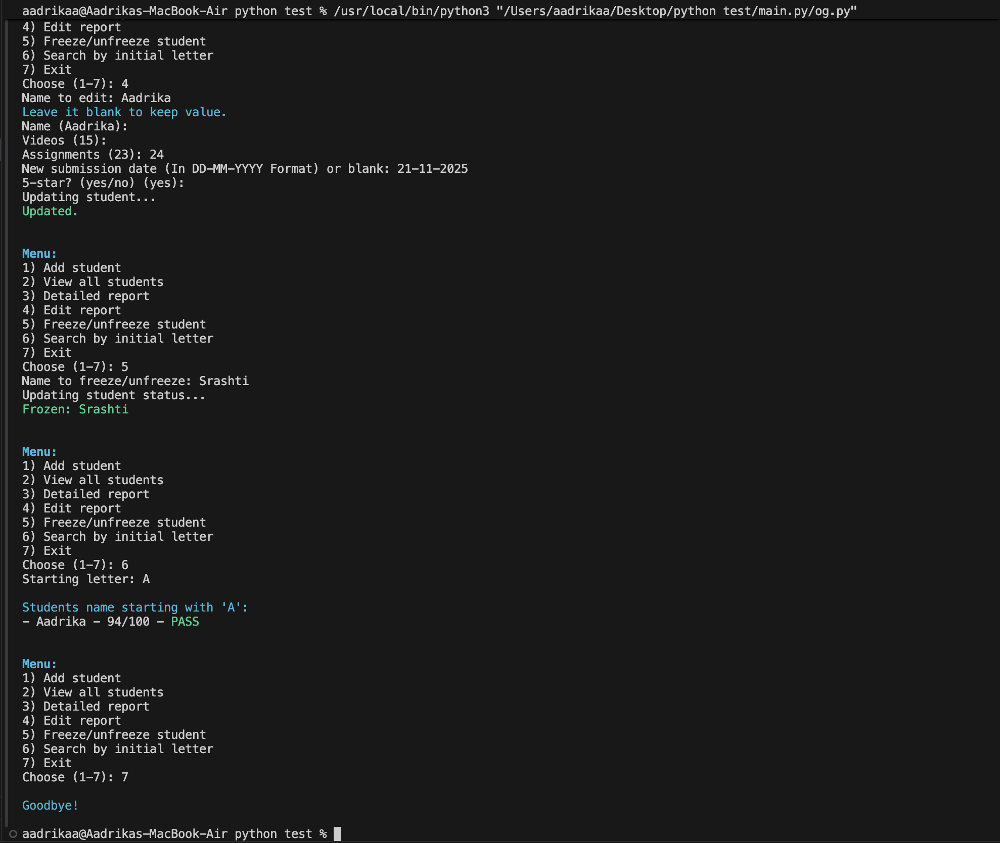 aadrikaa@Aadrikas-MacBook-Air python test % /usr/local/bin/python3 "/Users/aadrikaa/Desktop/python test/main.py/og.py"
4) Edit report
5) Freeze/unfreeze student
6) Search by initial letter
7) Exit
Choose (1-7): 4
Name to edit: Aadrika
Leave it blank to keep value.
Name (Aadrika):
Videos (15):
Assignments (23): 24
New submission date (In DD-MM-YYYY Format) or blank: 21-11-2025
5-star? (yes/no) (yes):
Updating student...
Updated.
Menu:
1) Add student
2) View all students
3) Detailed report
4) Edit report
5) Freeze/unfreeze student
6) Search by initial letter
7) Exit
Choose (1-7): 5
Name to freeze/unfreeze: Srashti
Updating student status...
Frozen: Srashti
Menu:
1) Add student
2) View all students
3) Detailed report
4) Edit report
5) Freeze/unfreeze student
6) Search by initial letter
7) Exit
Choose (1-7): 6
Starting letter: A
Students name starting with 'A':
- Aadrika - 94/100 - PASS
Menu:
1) Add student
2) View all students
3) Detailed report
4) Edit report
5) Freeze/unfreeze student
6) Search by initial letter
7) Exit
Choose (1-7): 7
Goodbye!
aadrikaa@Aadrikas-MacBook-Air python test %